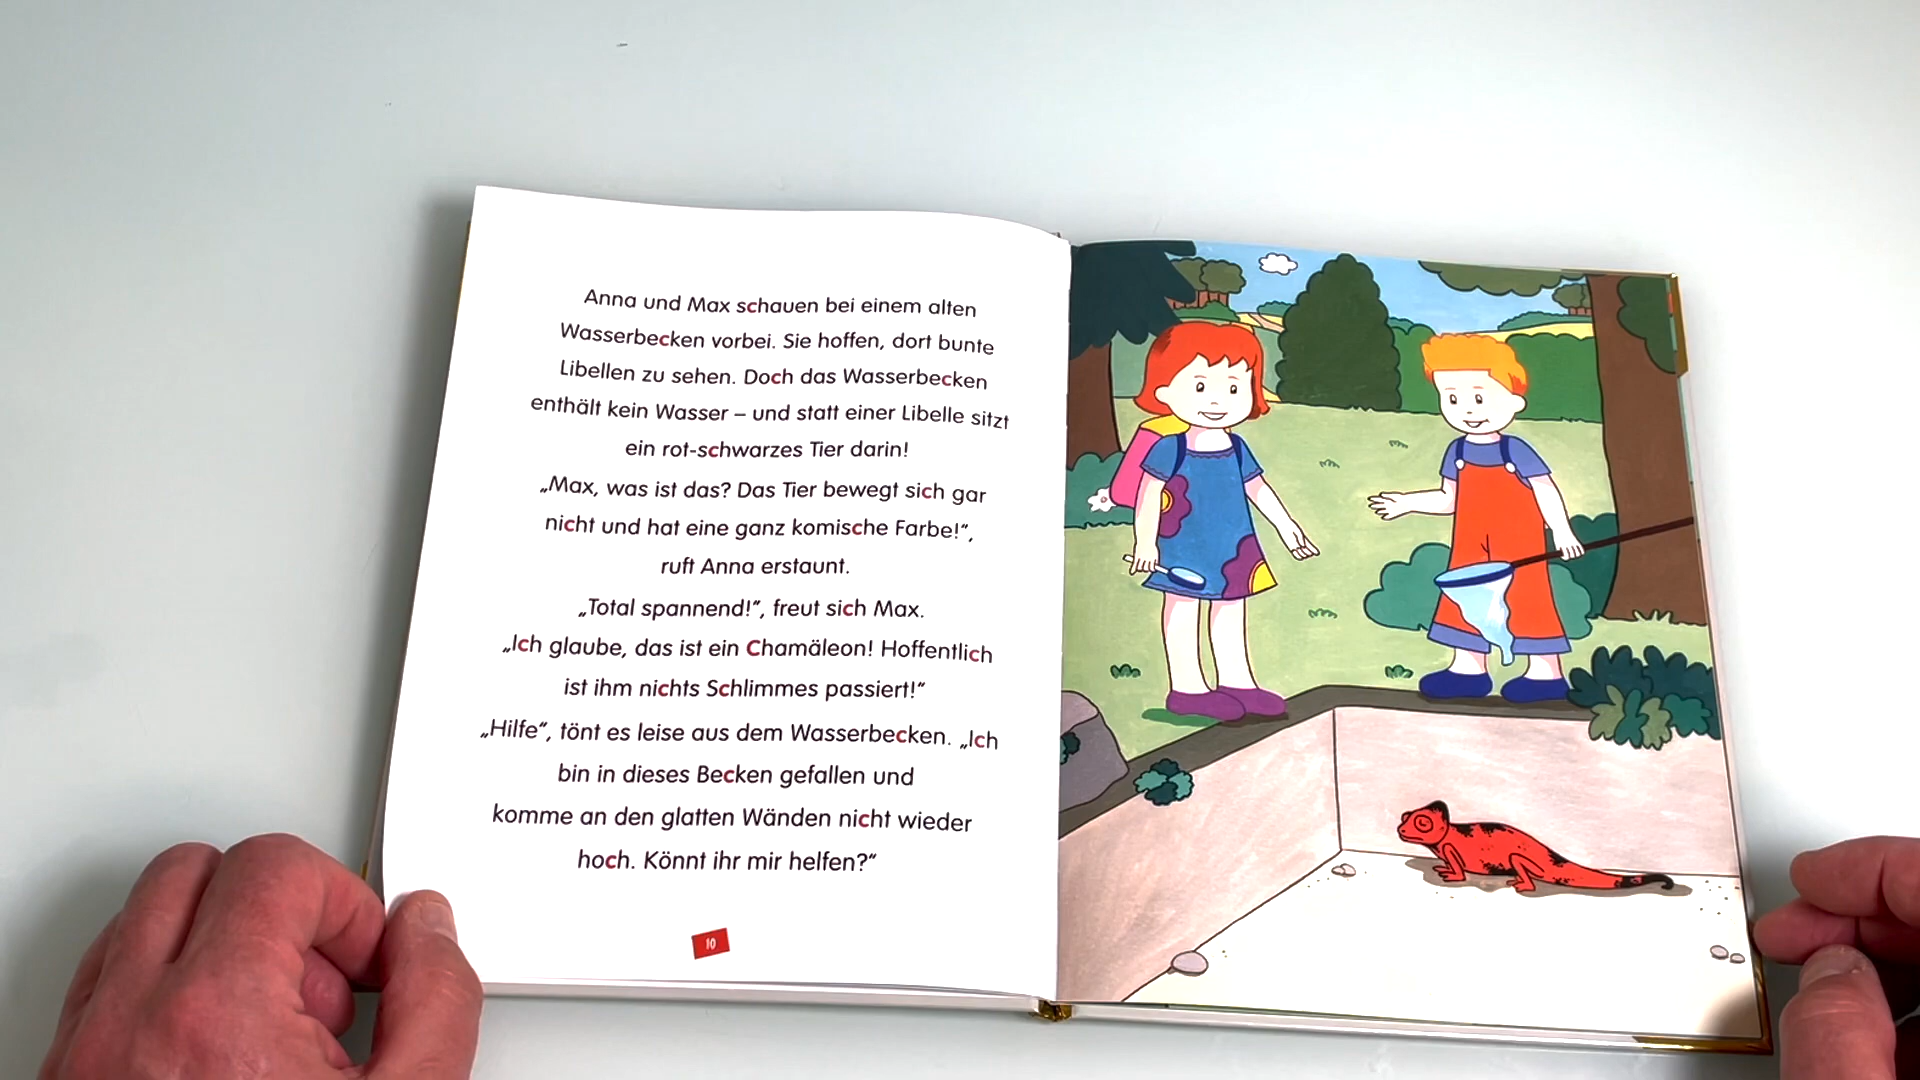 Anna und Max schauen bei einem alten
Wasserbecken vorbei. Sie hoffen, dort bunte
Libellen zu sehen. Doch das Wasserbecken
enthält kein Wasser – und statt einer Libelle sitzt
ein rot-schwarzes Tier darin!
„Max, was ist das? Das Tier bewegt sich gar
nicht und hat eine ganz komische Farbe!“,
ruft Anna erstaunt.
„Total spannend!“, freut sich Max.
„Ich glaube, das ist ein Chamäleon! Hoffentlich
ist ihm nichts Schlimmes passiert!“
„Hilfe“, tönt es leise aus dem Wasserbecken. „Ich
bin in dieses Becken gefallen und
komme an den glatten Wänden nicht wieder
hoch. Könnt ihr mir helfen?“
10